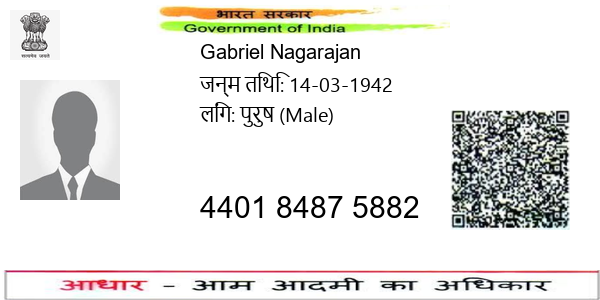 भारत सरकार
Government of India
सत्यमेव जयते
Gabriel Nagarajan
जन्म तिथि: 14-03-1942
लिंग: पुरुष (Male)
4401 8487 5882
आधार - आम आदमी का अधिकार